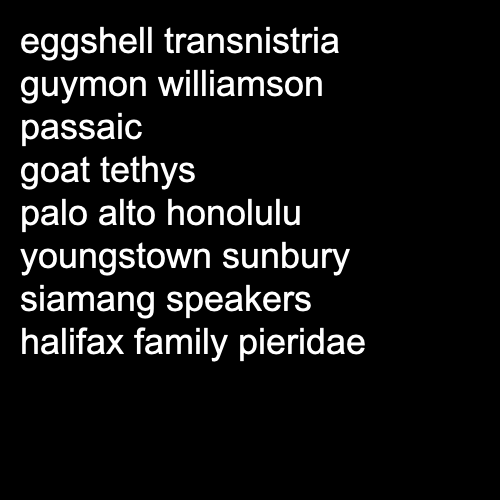 eggshell transnistria
guymon williamson
passaic
goat tethys
palo alto honolulu
youngstown sunbury
siamang speakers
halifax family pieridae